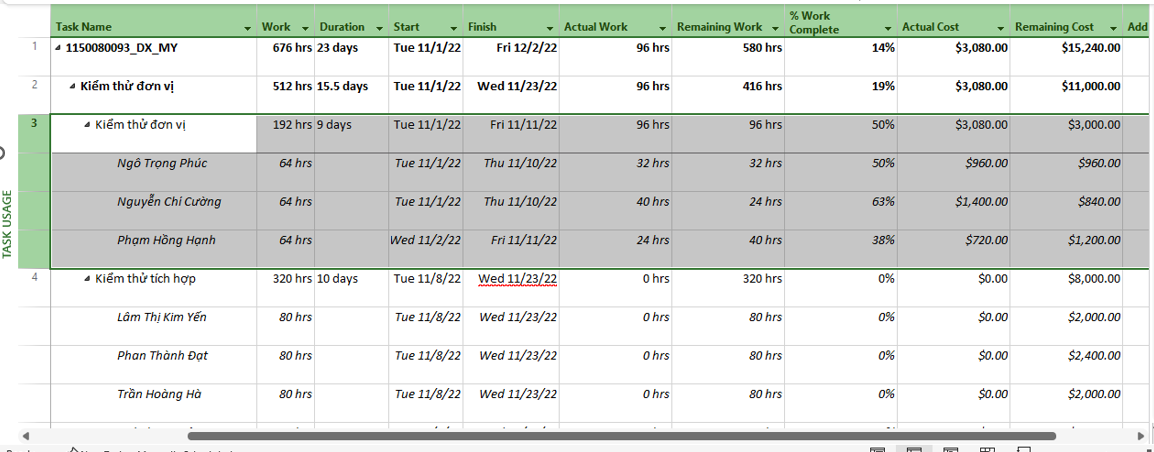 Task Name Work Duration Start Finish Actual Work Remaining Work % Work Complete Actual Cost Remaining Cost Add
1 1150080093_DX_MY 676 hrs 23 days Tue 11/1/22 Fri 12/2/22 96 hrs 580 hrs 14% $3,080.00 $15,240.00
2 Kiểm thử đơn vị 512 hrs 15.5 days Tue 11/1/22 Wed 11/23/22 96 hrs 416 hrs 19% $3,080.00 $11,000.00
3 Kiểm thử đơn vị 192 hrs 9 days Tue 11/1/22 Fri 11/11/22 96 hrs 96 hrs 50% $3,080.00 $3,000.00
Ngô Trọng Phúc 64 hrs Tue 11/1/22 Thu 11/10/22 32 hrs 32 hrs 50% $960.00 $960.00
Nguyễn Chí Cường 64 hrs Tue 11/1/22 Thu 11/10/22 40 hrs 24 hrs 63% $1,400.00 $840.00
Phạm Hồng Hạnh 64 hrs Wed 11/2/22 Fri 11/11/22 24 hrs 40 hrs 38% $720.00 $1,200.00
4 Kiểm thử tích hợp 320 hrs 10 days Tue 11/8/22 Wed 11/23/22 0 hrs 320 hrs 0% $0.00 $8,000.00
Lâm Thị Kim Yến 80 hrs Tue 11/8/22 Wed 11/23/22 0 hrs 80 hrs 0% $0.00 $2,000.00
Phan Thành Đạt 80 hrs Tue 11/8/22 Wed 11/23/22 0 hrs 80 hrs 0% $0.00 $2,400.00
Trần Hoàng Hà 80 hrs Tue 11/8/22 Wed 11/23/22 0 hrs 80 hrs 0% $0.00 $2,000.00
TASK USAGE